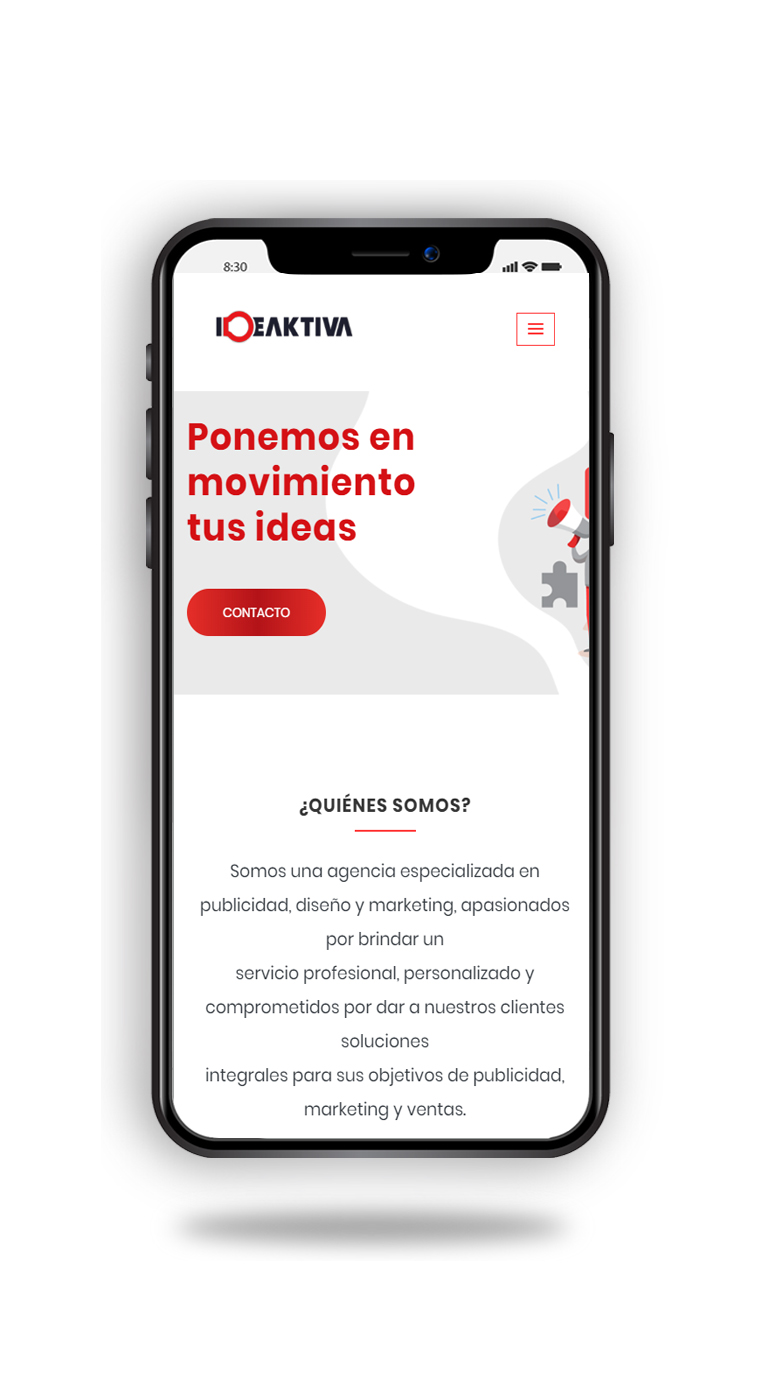 8:30
IDEAKTIVA
Ponemos en
movimiento
tus ideas
CONTACTO
¿QUIÉNES SOMOS?
Somos una agencia especializada en
publicidad, diseño y marketing, apasionados
por brindar un
servicio profesional, personalizado y
comprometidos por dar a nuestros clientes
soluciones
integrales para sus objetivos de publicidad,
marketing y ventas.